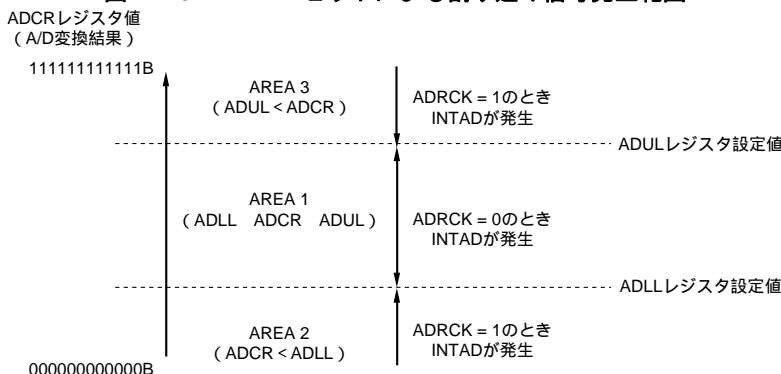 ADCRレジスタ値
（A/D変換結果）
111111111111B
AREA 3
（ADUL＜ADCR）
ADRCK = 1のとき
INTADが発生
ADULレジスタ設定値
AREA 1
（ADLL ADCR ADUL）
ADRCK = 0のとき
INTADが発生
ADLLレジスタ設定値
AREA 2
（ADCR＜ADLL）
ADRCK = 1のとき
INTADが発生
000000000000B